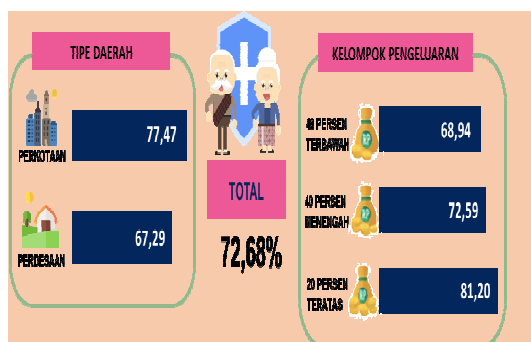 TIPE DAERAH
PERKOTAAN
77,47
PERDESAAN
67,29
TOTAL
72,68%
KELOMPOK PENGELUARAN
40 PERSEN
TERBAWAH
68,94
40 PERSEN
MENENGAH
72,59
20 PERSEN
TERATAS
81,20